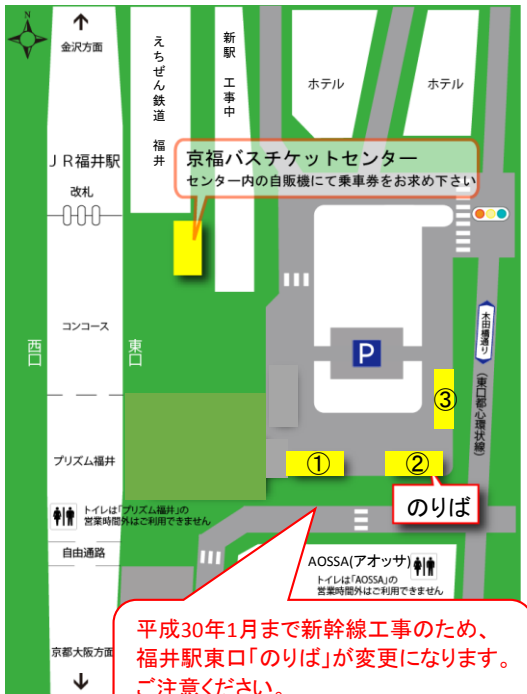 金沢方面
えちぜん鉄道 福井
新駅 工事中
ホテル
ホテル
JR福井駅
改札
京福バスチケットセンター
センター内の自販機にて乗車券をお求め下さい
コンコース
西口
東口
P
木田橋通り
(東口都心環状線)
③
①
②
のりば
プリズム福井
トイレは「プリズム福井」の
営業時間外はご利用できません
自由通路
AOSSA(アオッサ)
トイレは「AOSSA」の
営業時間外はご利用できません
京都大阪方面
平成30年1月まで新幹線工事のため、
福井駅東口「のりば」が変更になります。
ご注意ください。